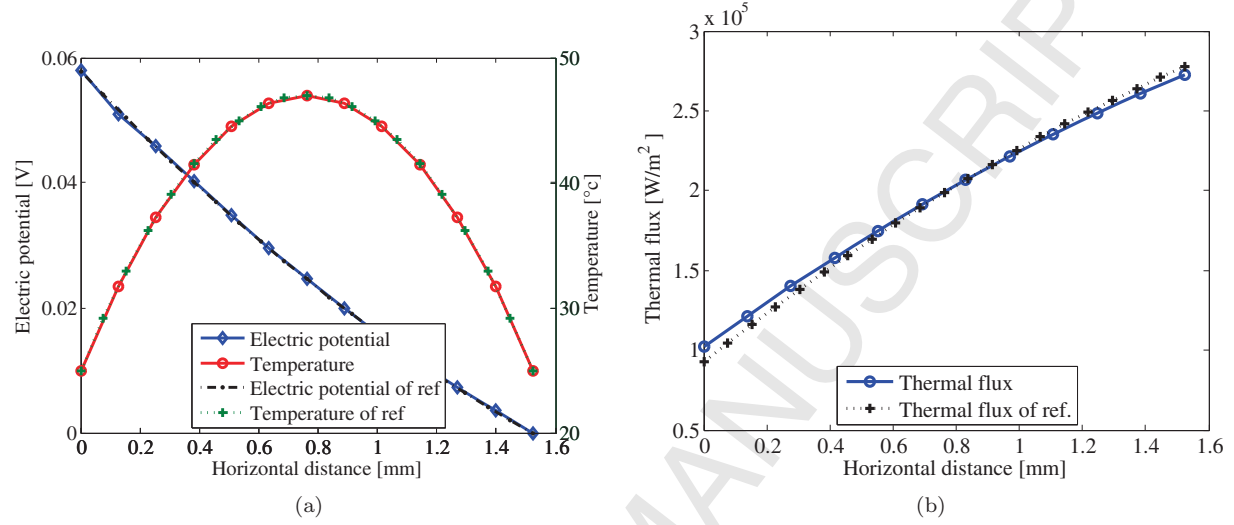 0.06
0.04
0.02
0
Electric potential [V]
50
40
30
20
Temperature [°c]
0 0.2 0.4 0.6 0.8 1 1.2 1.4 1.6
Horizontal distance [mm]
Electric potential
Temperature
Electric potential of ref
Temperature of ref
(a)
x 10⁵
3
2.5
2
1.5
1
0.5
Thermal flux [W/m²]
0 0.2 0.4 0.6 0.8 1 1.2 1.4 1.6
Horizontal distance [mm]
Thermal flux
Thermal flux of ref.
(b)
MANUSCRIP